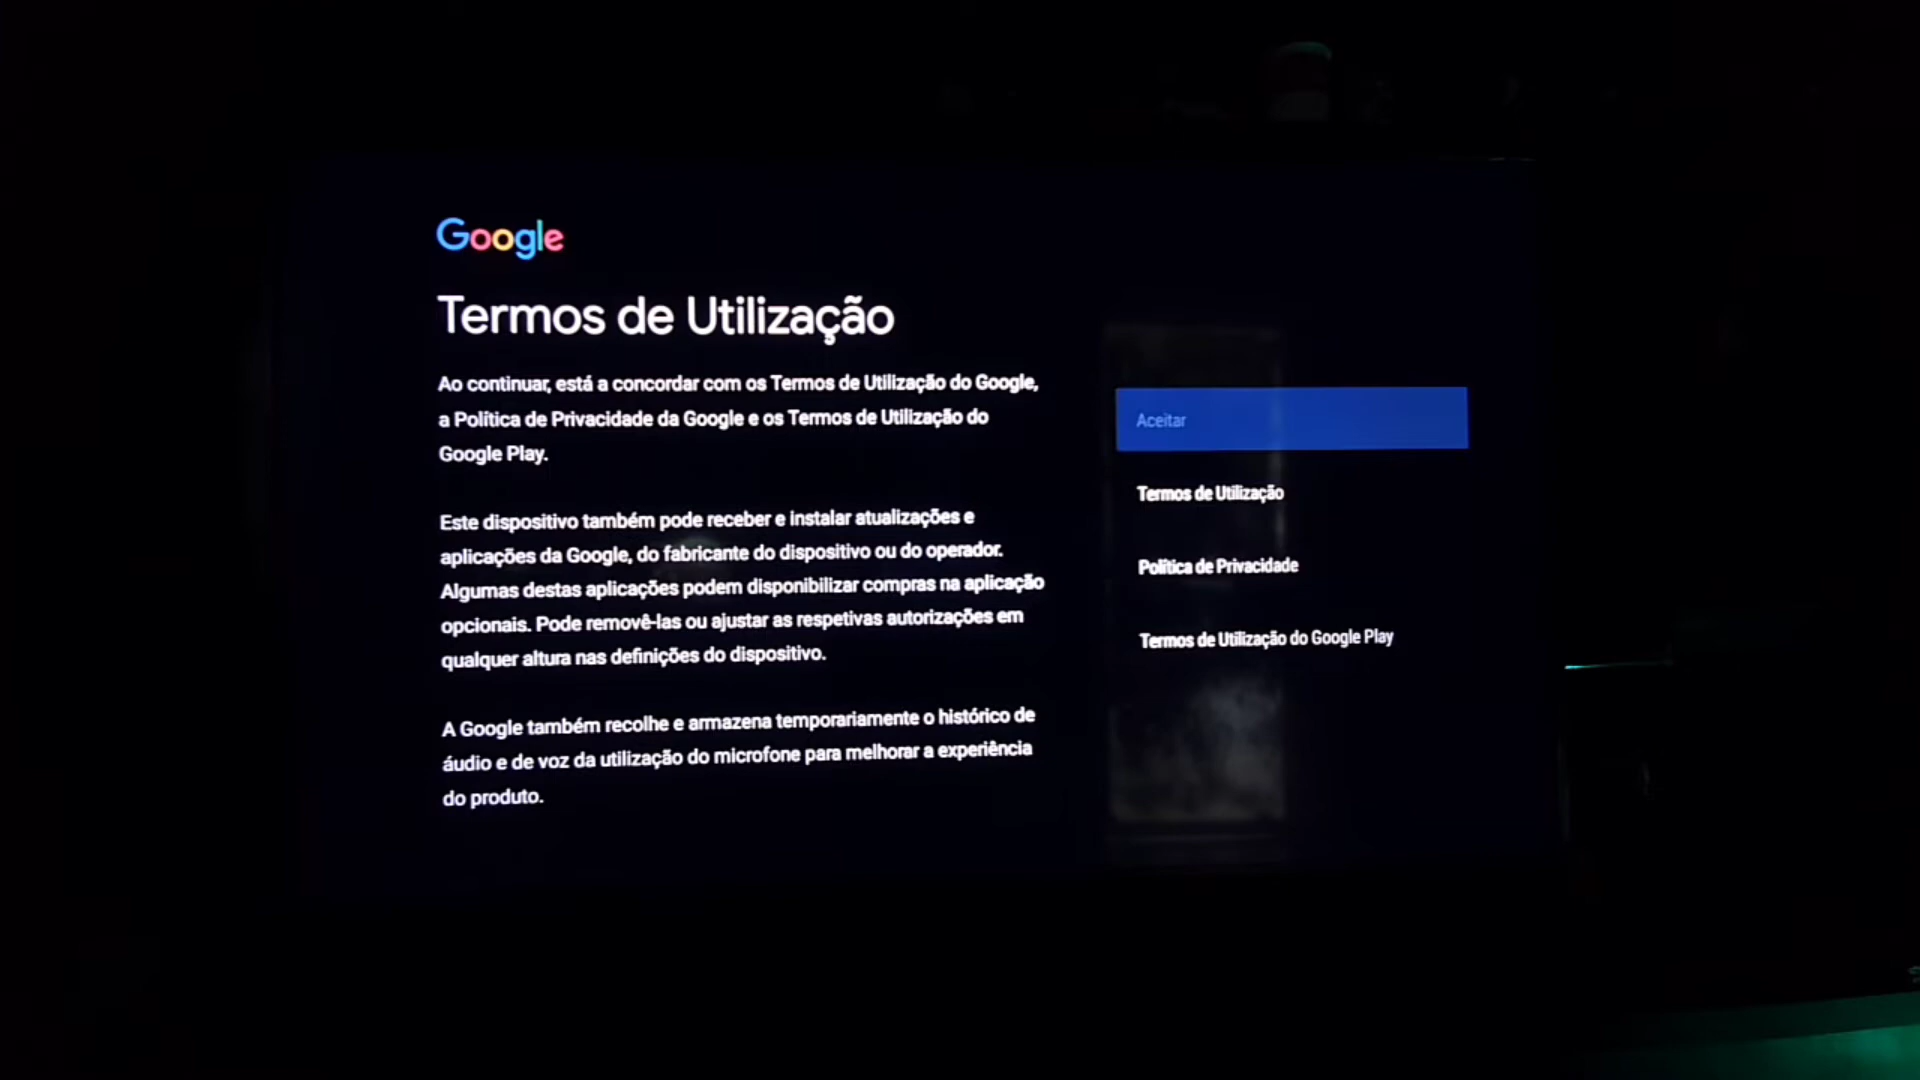 Google
Termos de Utilização
Ao continuar, está a concordar com os Termos de Utilização do Google,
a Política de Privacidade da Google e os Termos de Utilização do
Google Play.
Este dispositivo também pode receber e instalar atualizações e
aplicações da Google, do fabricante do dispositivo ou do operador.
Algumas destas aplicações podem disponibilizar compras na aplicação
opcionais. Pode removê-las ou ajustar as respetivas autorizações em
qualquer altura nas definições do dispositivo.
A Google também recolhe e armazena temporariamente o histórico de
áudio e de voz da utilização do microfone para melhorar a experiência
do produto.
Aceitar
Termos de Utilização
Política de Privacidade
Termos de Utilização do Google Play